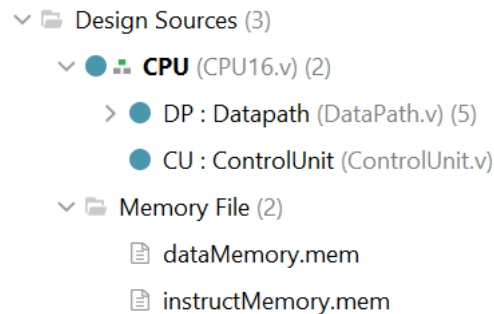 Design Sources (3)
CPU (CPU16.v) (2)
DP : Datapath (DataPath.v) (5)
CU : ControlUnit (ControlUnit.v)
Memory File (2)
dataMemory.mem
instructMemory.mem